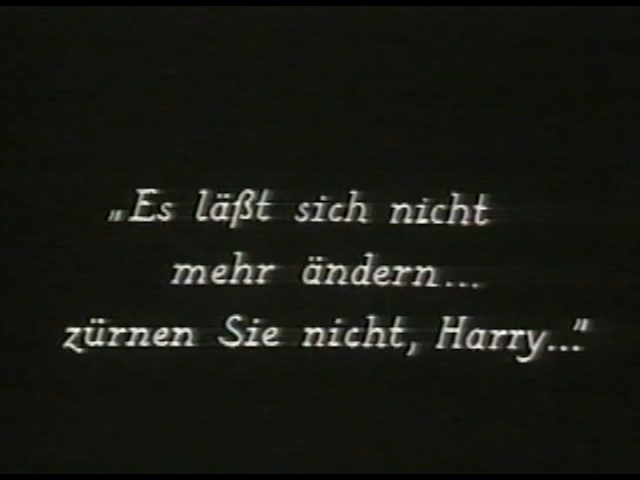 „Es läßt sich nicht
mehr ändern...
zürnen Sie nicht, Harry..."